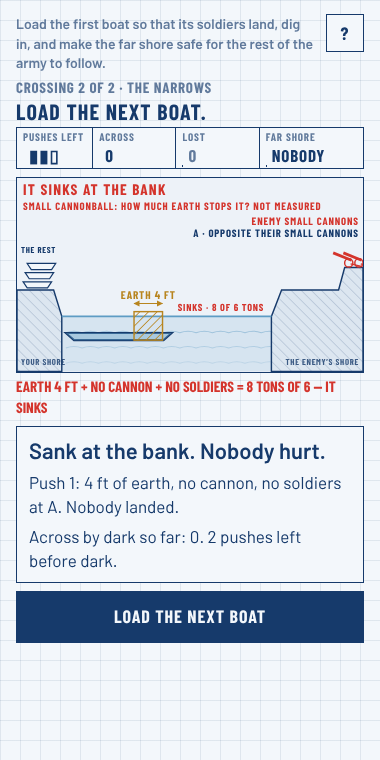 Load the first boat so that its soldiers land, dig
in, and make the far shore safe for the rest of the
army to follow.
?
CROSSING 2 OF 2 · THE NARROWS
LOAD THE NEXT BOAT.
PUSHES LEFT
ACROSS
0
LOST
0
FAR SHORE
NOBODY
IT SINKS AT THE BANK
SMALL CANNONBALL: HOW MUCH EARTH STOPS IT? NOT MEASURED
ENEMY SMALL CANNONS
A · OPPOSITE THEIR SMALL CANNON
THE REST
EARTH 4 FT
SINKS · 8 OF 6 TONS
YOUR SHORE
THE ENEMY'S SHORE
EARTH 4 FT + NO CANNON + NO SOLDIERS = 8 TONS OF 6 – IT
SINKS
Sank at the bank. Nobody hurt.
Push 1: 4 ft of earth, no cannon, no soldiers
at A. Nobody landed.
Across by dark so far: 0. 2 pushes left
before dark.
LOAD THE NEXT BOAT